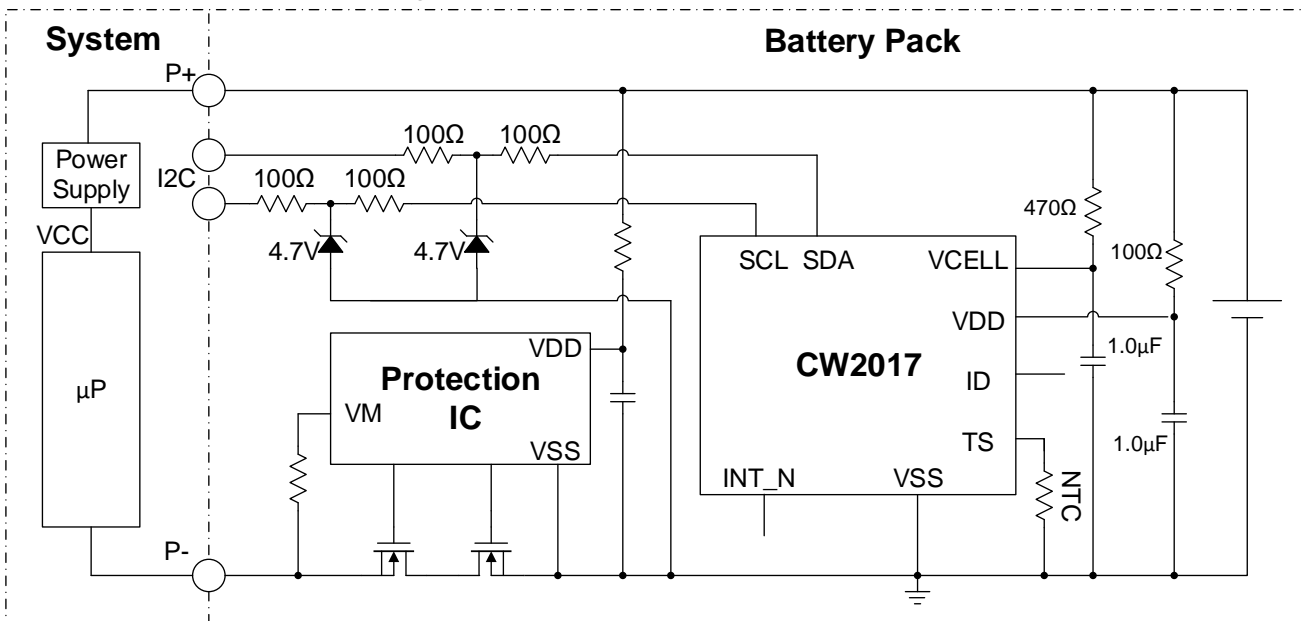 System
Battery Pack
P+
100Ω
100Ω
Power
Supply
I2C
100Ω
100Ω
470Ω
VCC
4.7V
4.7V
SCL
SDA
VCELL
100Ω
VDD
1.0µF
VDD
CW2017
Protection
IC
ID
µP
VM
TS
1.0µF
VSS
INT_N
VSS
NTC
P-